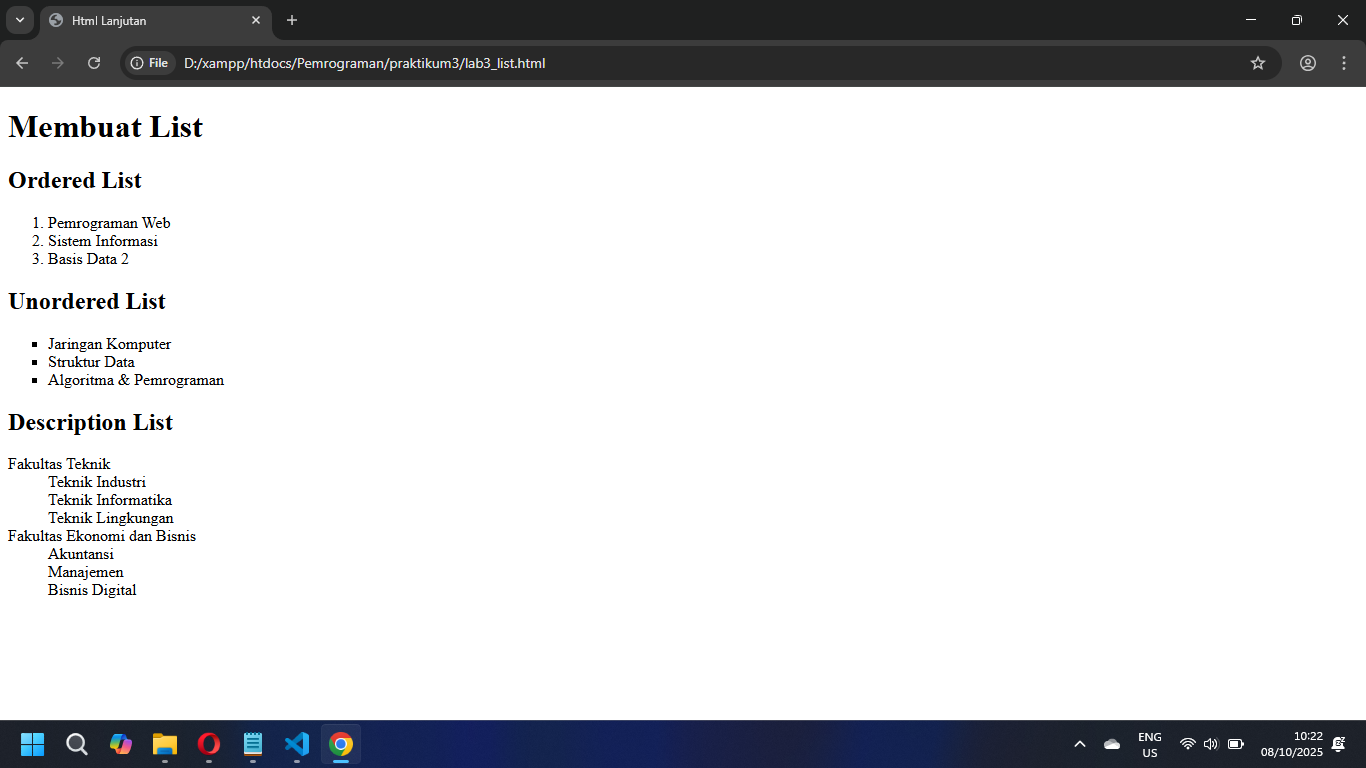 Html Lanjutan
File
D:/xampp/htdocs/Pemrograman/praktikum3/lab3_list.html
Membuat List
Ordered List
1. Pemrograman Web
2. Sistem Informasi
3. Basis Data 2
Unordered List
▪ Jaringan Komputer
▪ Struktur Data
▪ Algoritma & Pemrograman
Description List
Fakultas Teknik
Teknik Industri
Teknik Informatika
Teknik Lingkungan
Fakultas Ekonomi dan Bisnis
Akuntansi
Manajemen
Bisnis Digital
ENG
US
10:22
08/10/2025